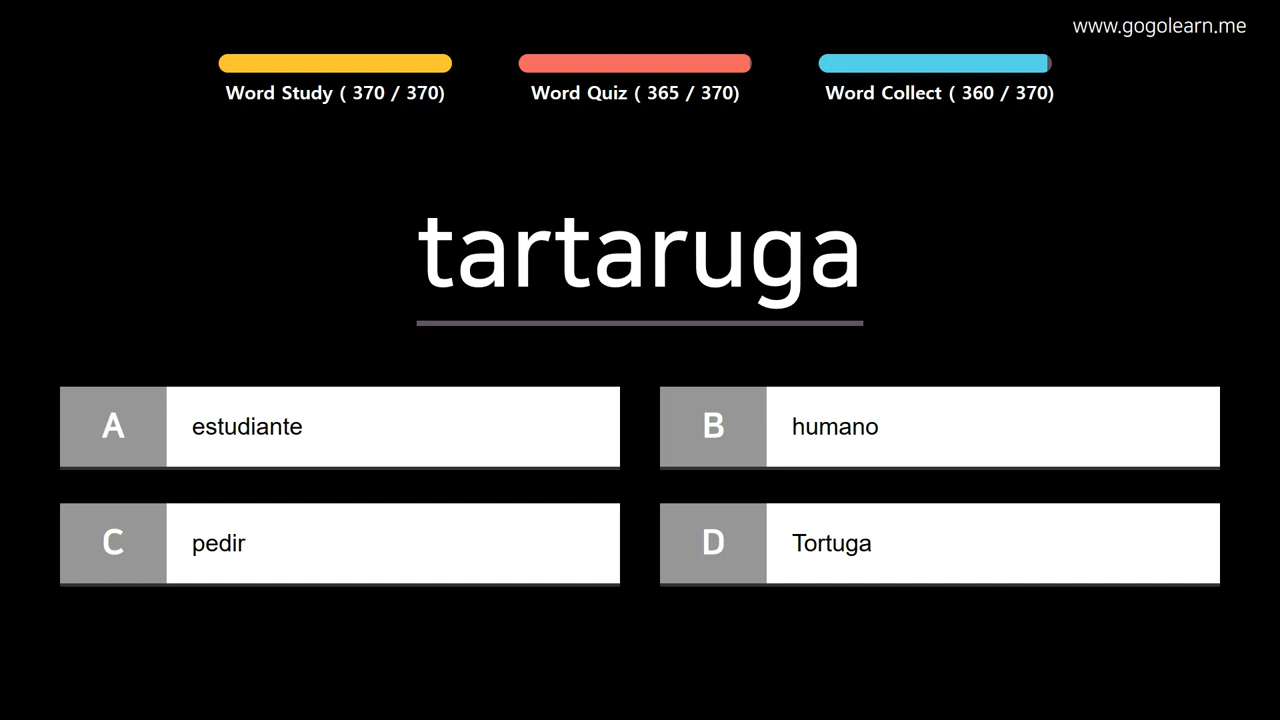 www.gogolearn.me
Word Study ( 370 / 370)
Word Quiz ( 365 / 370)
Word Collect ( 360 / 370)
tartaruga
A estudiante
B humano
C pedir
D Tortuga